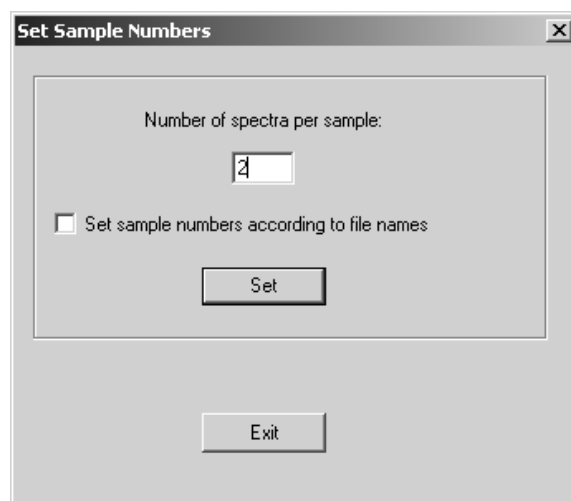 Set Sample Numbers
Number of spectra per sample:
2
Set sample numbers according to file names
Set
Exit